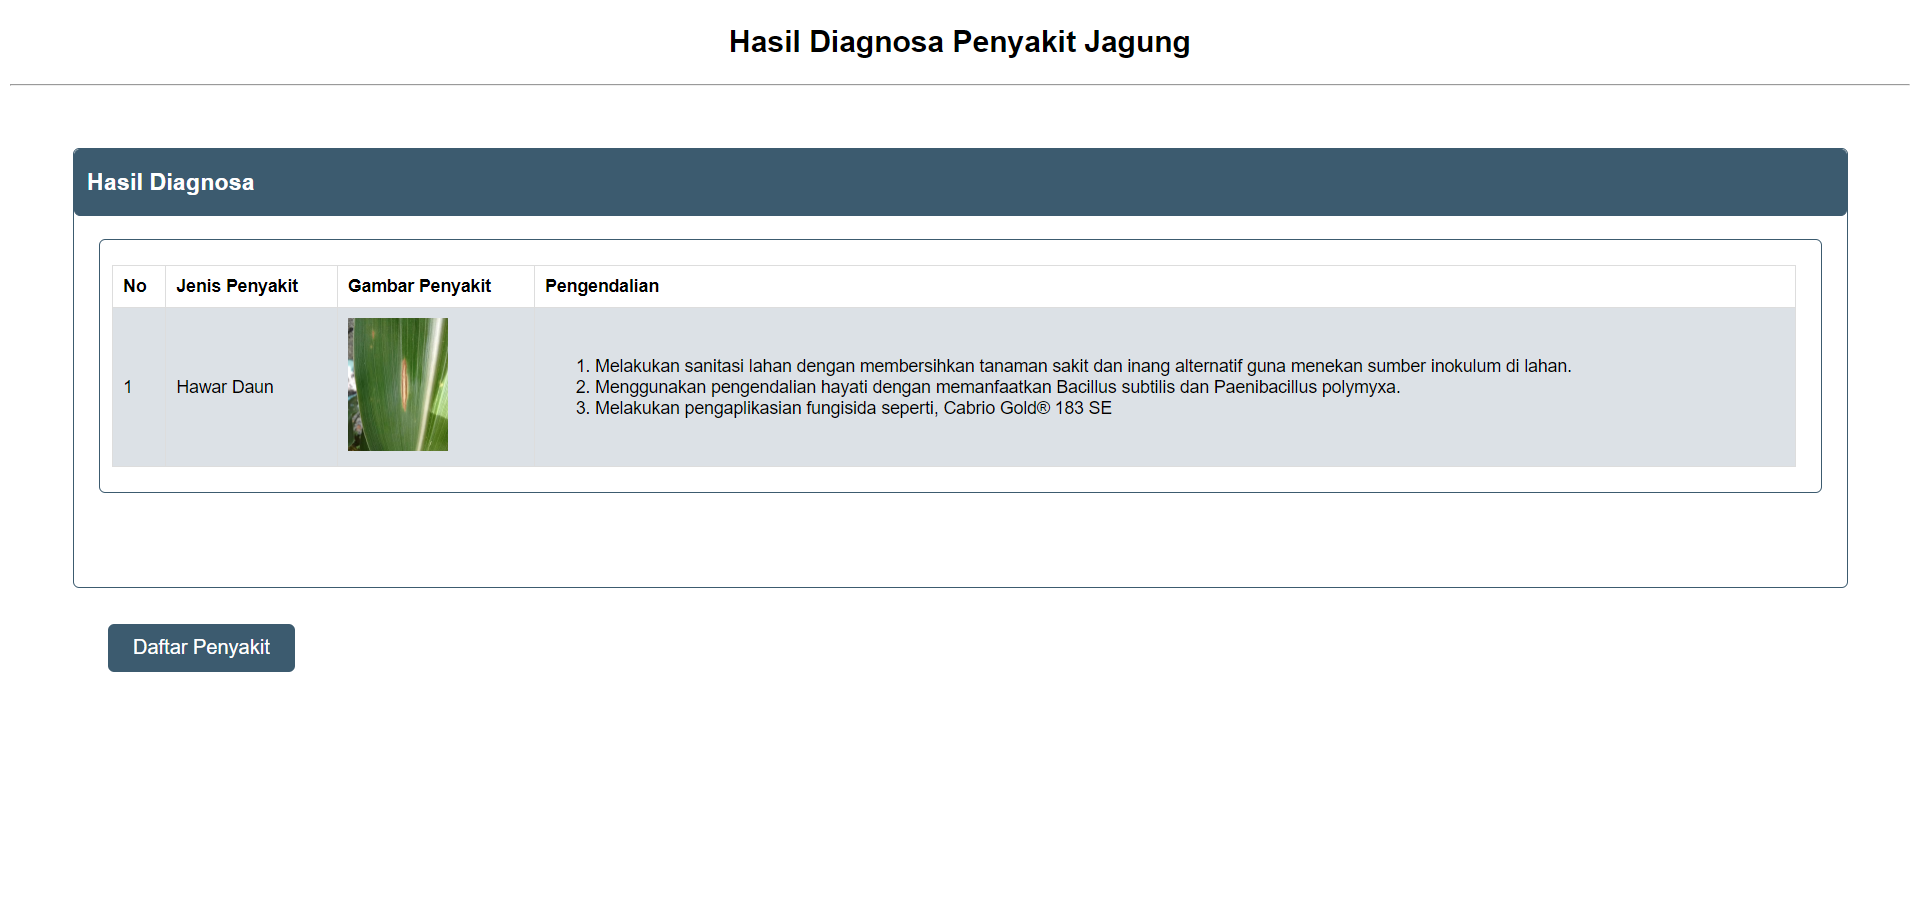 Hasil Diagnosa Penyakit Jagung
Hasil Diagnosa
No Jenis Penyakit Gambar Penyakit Pengendalian
1 Hawar Daun
1. Melakukan sanitasi lahan dengan membersihkan tanaman sakit dan inang alternatif guna menekan sumber inokulum di lahan.
2. Menggunakan pengendalian hayati dengan memanfaatkan Bacillus subtilis dan Paenibacillus polymyxa.
3. Melakukan pengaplikasian fungisida seperti, Cabrio Gold® 183 SE
Daftar Penyakit